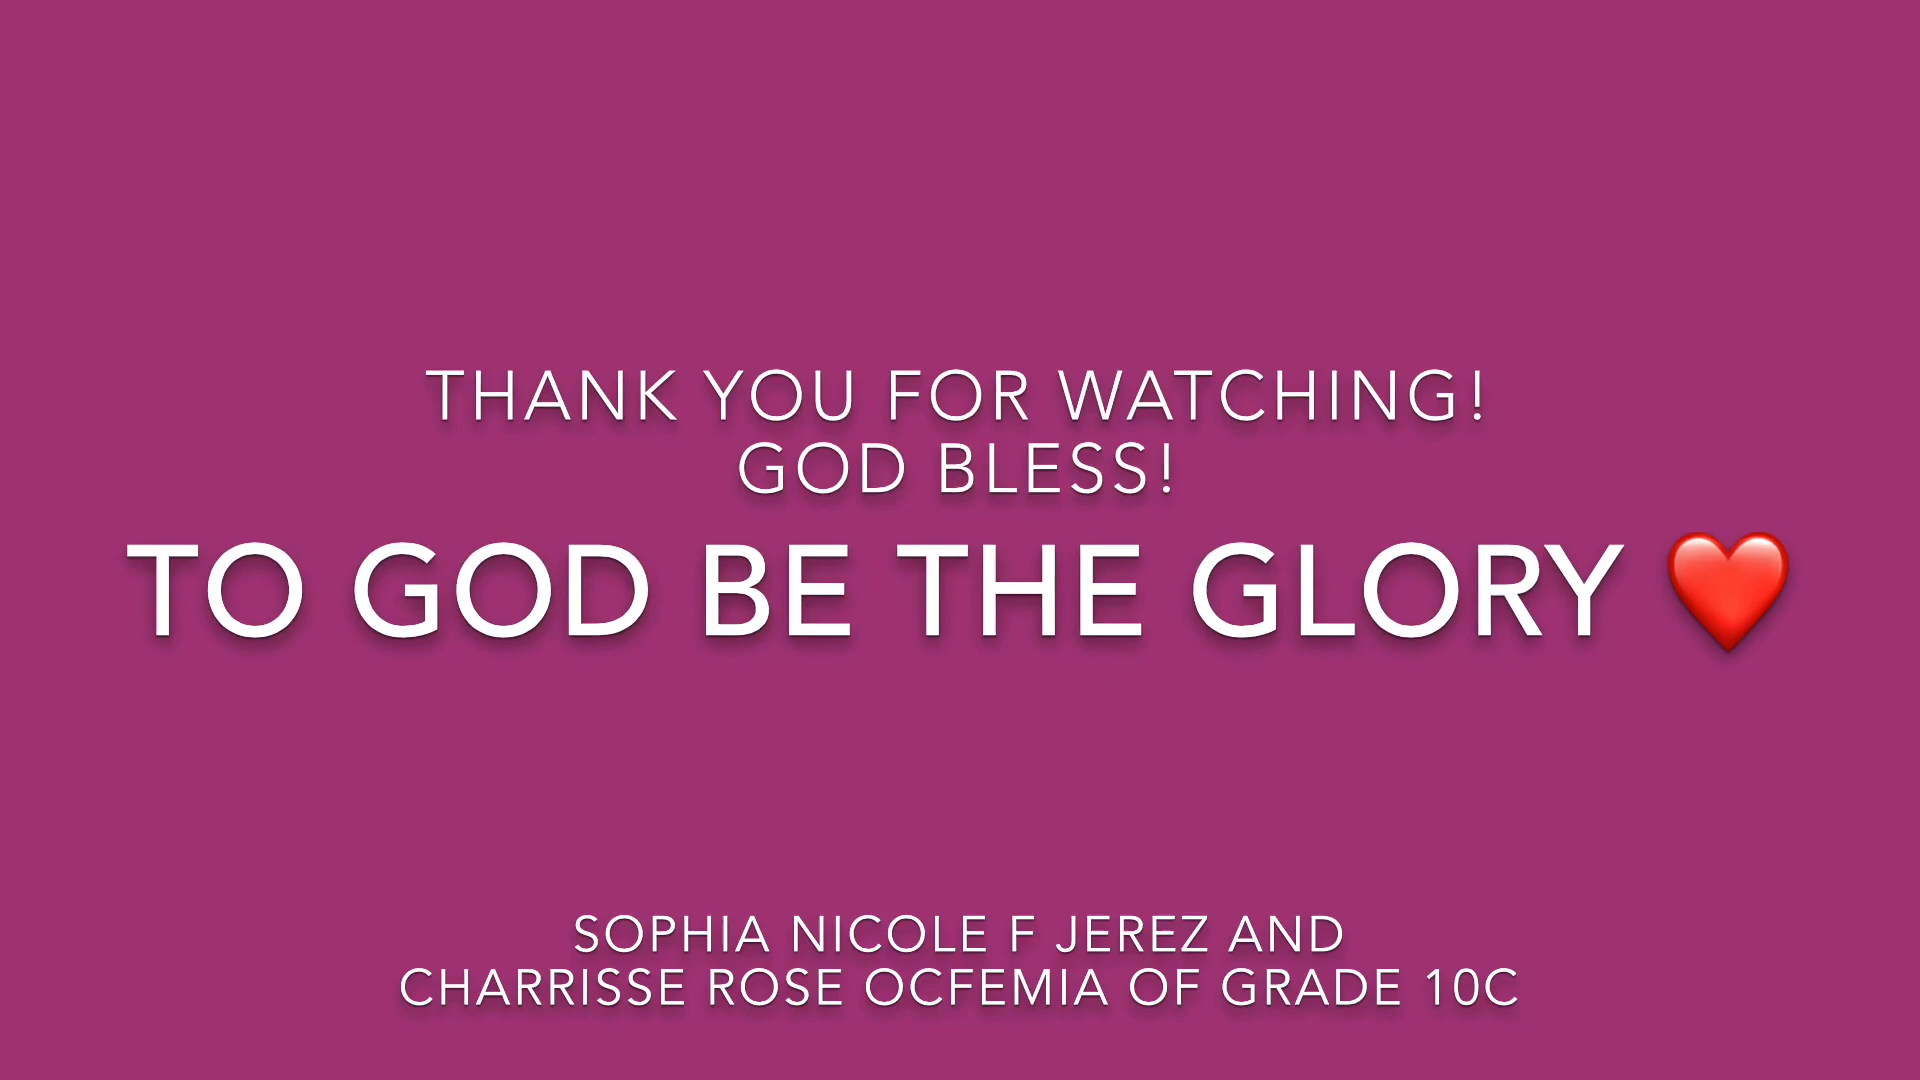 THANK YOU FOR WATCHING!
GOD BLESS!
TO GOD BE THE GLORY ❤️
SOPHIA NICOLE F JEREZ AND
CHARRISSE ROSE OCFEMIA OF GRADE 10C